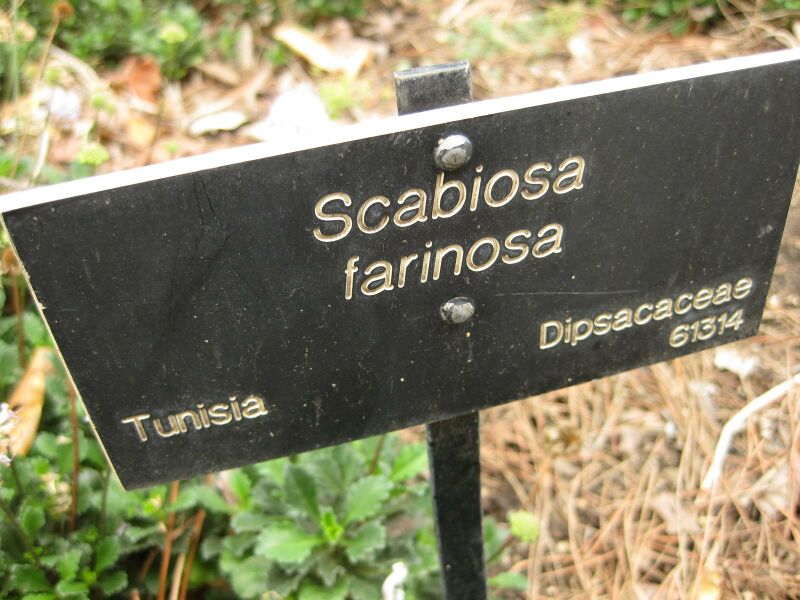 Scabiosa
farinosa
Dipsacaceae
61314
Tunisia